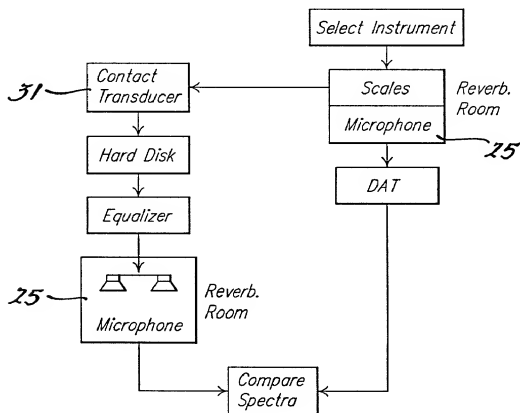 Select Instrument
31
Contact
Transducer
Scales
Microphone
Reverb.
Room
25
Hard Disk
DAT
Equalizer
25
Microphone
Reverb.
Room
Compare
Spectra